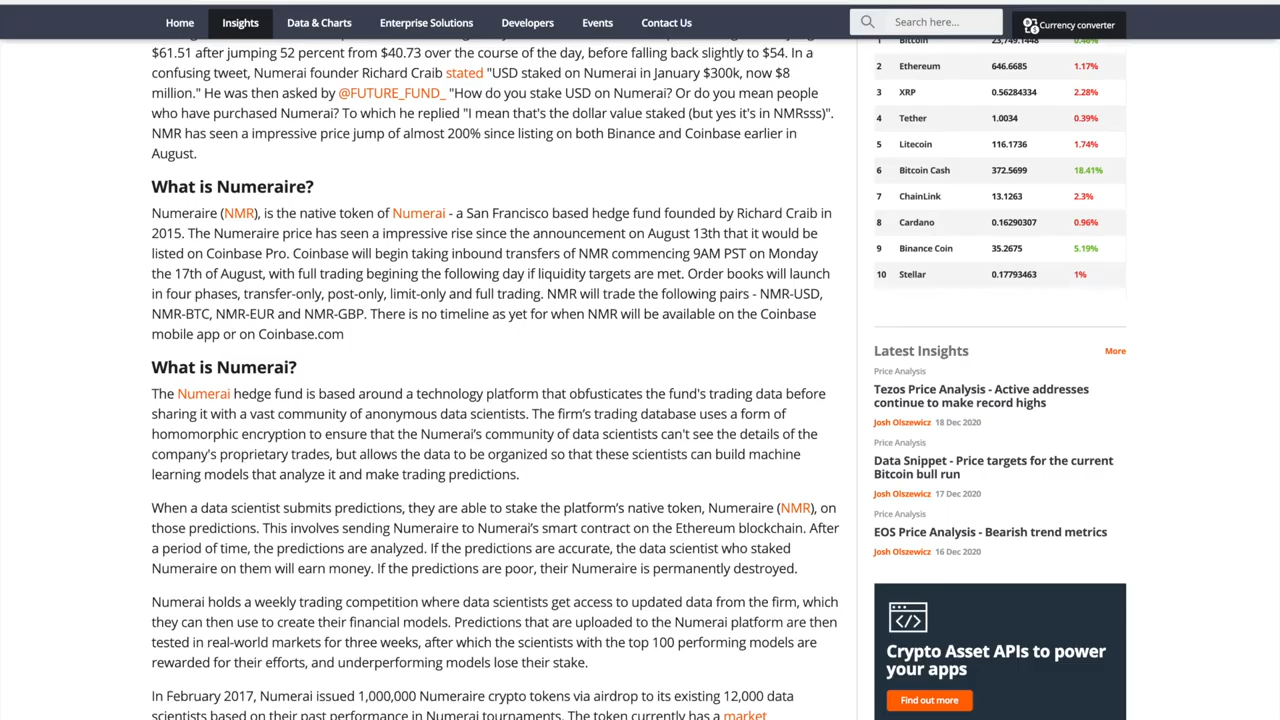 Home Insights Data & Charts Enterprise Solutions Developers Events Contact Us Search here... Currency converter
$61.51 after jumping 52 percent from $40.73 over the course of the day, before falling back slightly to $54. In a
confusing tweet, Numerai founder Richard Craib stated "USD staked on Numerai in January $300k, now $8
million." He was then asked by @FUTURE_FUND_ "How do you stake USD on Numerai? Or do you mean people
who have purchased Numerai? To which he replied "I mean that's the dollar value staked (but yes it's in NMRsss)".
NMR has seen a impressive price jump of almost 200% since listing on both Binance and Coinbase earlier in
August.
What is Numeraire?
Numeraire (NMR), is the native token of Numerai - a San Francisco based hedge fund founded by Richard Craib in
2015. The Numeraire price has seen a impressive rise since the announcement on August 13th that it would be
listed on Coinbase Pro. Coinbase will begin taking inbound transfers of NMR commencing 9AM PST on Monday
the 17th of August, with full trading begining the following day if liquidity targets are met. Order books will launch
in four phases, transfer-only, post-only, limit-only and full trading. NMR will trade the following pairs - NMR-USD,
NMR-BTC, NMR-EUR and NMR-GBP. There is no timeline as yet for when NMR will be available on the Coinbase
mobile app or on Coinbase.com
What is Numerai?
The Numerai hedge fund is based around a technology platform that obfusticates the fund's trading data before
sharing it with a vast community of anonymous data scientists. The firm's trading database uses a form of
homomorphic encryption to ensure that the Numerai's community of data scientists can't see the details of the
company's proprietary trades, but allows the data to be organized so that these scientists can build machine
learning models that analyze it and make trading predictions.
When a data scientist submits predictions, they are able to stake the platform's native token, Numeraire (NMR), on
those predictions. This involves sending Numeraire to Numerai's smart contract on the Ethereum blockchain. After
a period of time, the predictions are analyzed. If the predictions are accurate, the data scientist who staked
Numeraire on them will earn money. If the predictions are poor, their Numeraire is permanently destroyed.
Numerai holds a weekly trading competition where data scientists get access to updated data from the firm, which
they can then use to create their financial models. Predictions that are uploaded to the Numerai platform are then
tested in real-world markets for three weeks, after which the scientists with the top 100 performing models are
rewarded for their efforts, and underperforming models lose their stake.
In February 2017, Numerai issued 1,000,000 Numeraire crypto tokens via airdrop to its existing 12,000 data
scientists based on their past performance in Numerai tournaments. The token currently has a market
1 Bitcoin 23,749.1448 0.46%
2 Ethereum 646.6685 1.17%
3 XRP 0.56284334 2.28%
4 Tether 1.0034 0.39%
5 Litecoin 116.1736 1.74%
6 Bitcoin Cash 372.5699 18.41%
7 ChainLink 13.1263 2.3%
8 Cardano 0.16290307 0.96%
9 Binance Coin 35.2675 5.19%
10 Stellar 0.17793463 1%
Latest Insights More
Price Analysis
Tezos Price Analysis - Active addresses
continue to make record highs
Josh Olszewicz 18 Dec 2020
Price Analysis
Data Snippet - Price targets for the current
Bitcoin bull run
Josh Olszewicz 17 Dec 2020
Price Analysis
EOS Price Analysis - Bearish trend metrics
Josh Olszewicz 16 Dec 2020
Crypto Asset APIs to power
your apps
Find out more